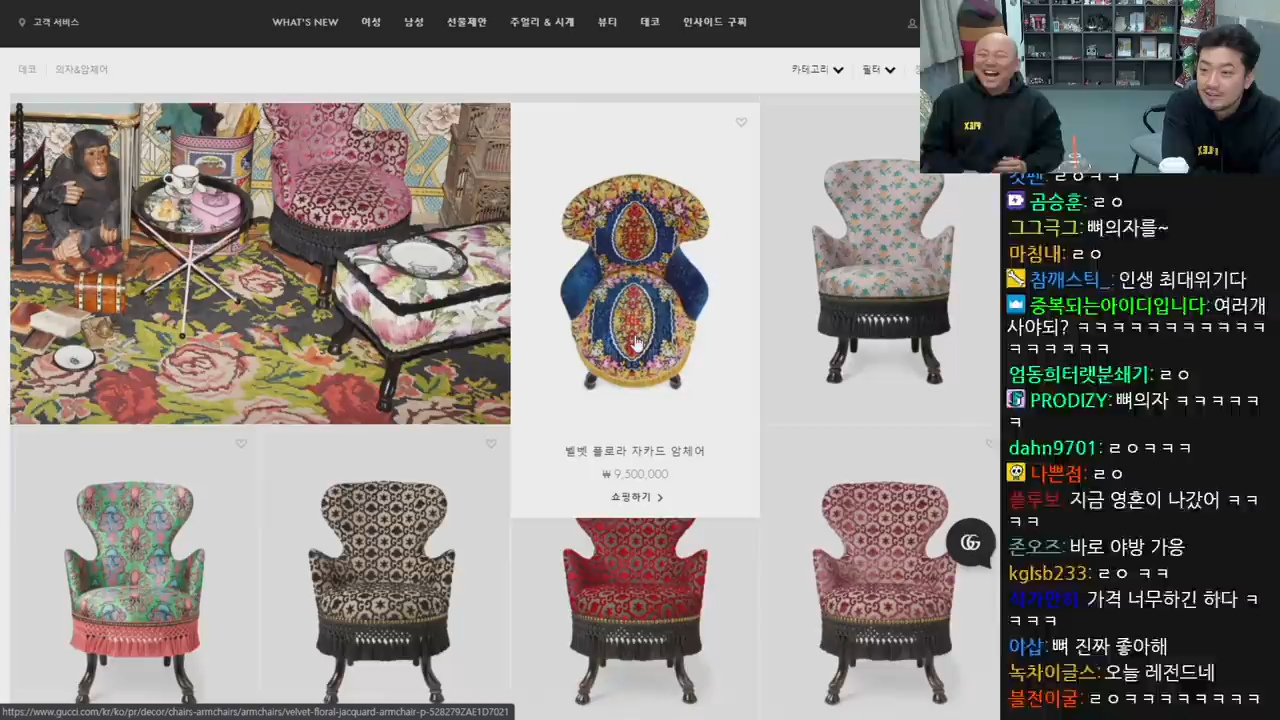 고객 서비스
WHAT'S NEW 여성 남성 선물제안 주얼리 & 시계 뷰티 데코 인사이드 구찌
데코 의자&암체어
카테고리 필터
벨벳 플로라 자카드 암체어
₩ 9,500,000
쇼핑하기
https://www.gucci.com/kr/ko/pr/decor/chairs-armchairs/armchairs/velvet-floral-jacquard-armchair-p-528279ZAE1D7021
곰승훈: ㄹㅇ
그그극그: 뼈의자를~
마침내: ㄹㅇ
참깨스틱_: 인생 최대위기다
중복되는아이디입니다: 여러개
사야되? ㅋㅋㅋㅋㅋㅋㅋㅋㅋㅋㅋ
ㅋㅋㅋㅋㅋㅋ
엄동희터랫분쇄기: ㄹㅇ
PRODIZY: 뼈의자 ㅋㅋㅋㅋㅋ
ㅋ
dahn9701: ㄹㅇㅋㅋㅋ
나쁜점: ㄹㅇ
플투보: 지금 영혼이 나갔어 ㅋㅋ
ㅋㅋ
존오즈: 바로 야방 가응
kglsb233: ㄹㅇ ㅋㅋ
가격 너무하긴 하다 ㅋ
ㅋㅋㅋ
아삽: 뼈 진짜 좋아해
녹차이글스: 오늘 레전드네
불전이굴: ㄹㅇㅋㅋㅋㅋㅋㅋㅋㅋ